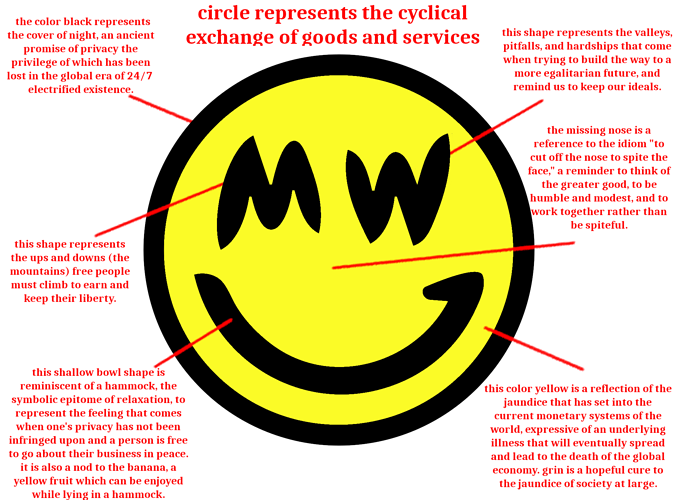 circle represents the cyclical
exchange of goods and services
the color black represents
the cover of night, an ancient
promise of privacy the
privilege of which has been
lost in the global era of 24/7
electrified existence.
this shape represents the valleys,
pitfalls, and hardships that come
when trying to build the way to a
more egalitarian future, and
remind us to keep our ideals.
the missing nose is a
reference to the idiom "to
cut off the nose to spite the
face," a reminder to think of
the greater good, to be
humble and modest, and to
work together rather than
be spiteful.
this shape represents
the ups and downs (the
mountains) free people
must climb to earn and
keep their liberty.
this shallow bowl shape is
reminiscent of a hammock, the
symbolic epitome of relaxation, to
represent the feeling that comes
when one's privacy has not been
infringed upon and a person is free
to go about their business in peace.
it is also a nod to the banana, a
yellow fruit which can be enjoyed
while lying in a hammock.
this color yellow is a reflection of the
jaundice that has set into the
current monetary systems of the
world, expressive of an underlying
illness that will eventually spread
and lead to the death of the global
economy. grin is a hopeful cure to
the jaundice of society at large.